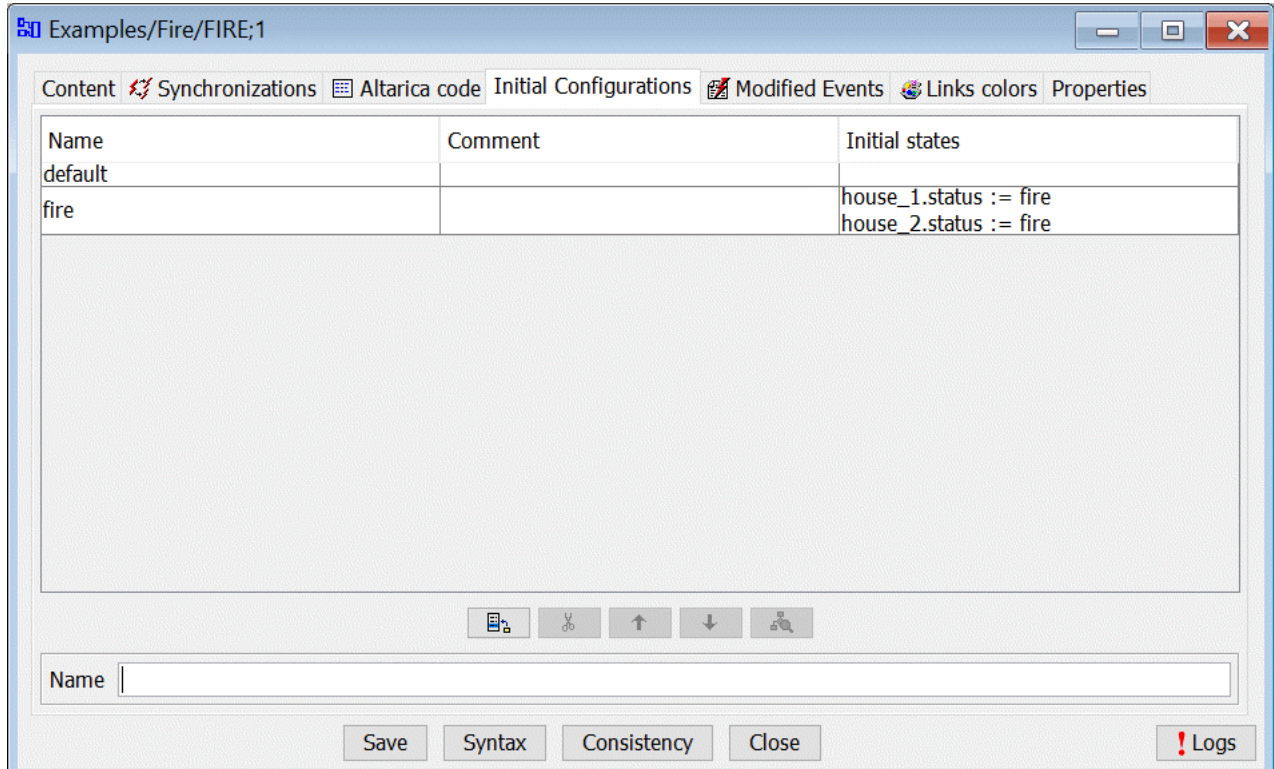 Examples/Fire/FIRE;1
Content Synchronizations Altarica code Initial Configurations Modified Events Links colors Properties
Name Comment Initial states
default
fire
house_1.status := fire
house_2.status := fire
Name
Save Syntax Consistency Close Logs